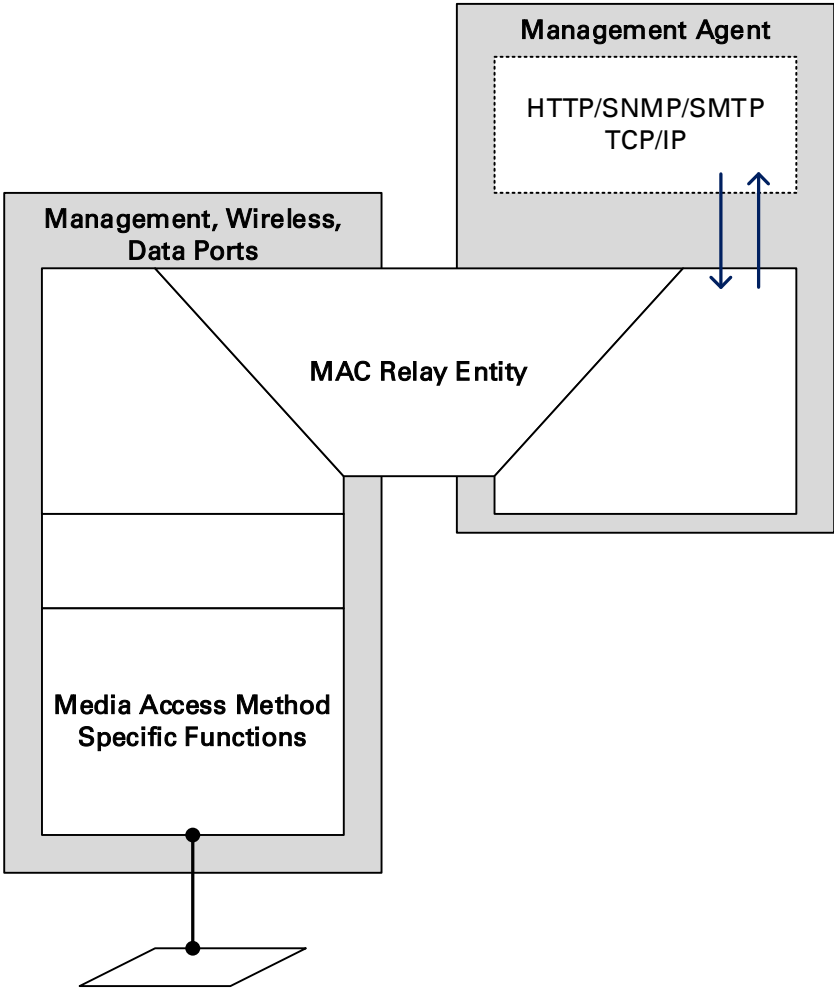 Management Agent
HTTP/SNMP/SMTP
TCP/IP
Management, Wireless,
Data Ports
MAC Relay Entity
Media Access Method
Specific Functions